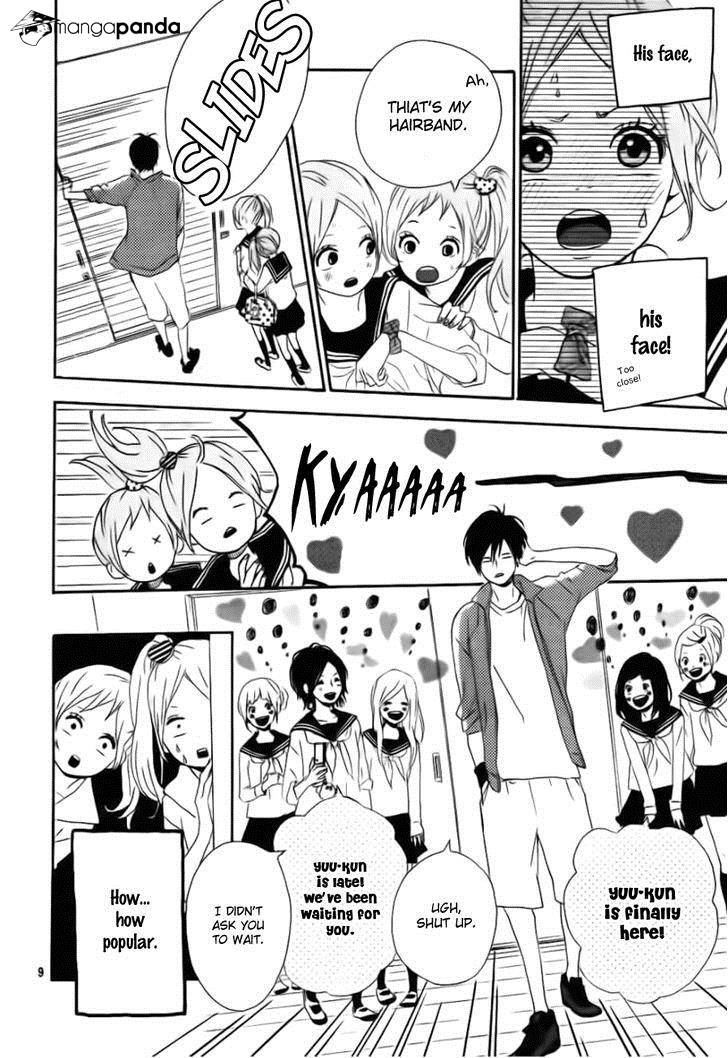 mangapanda
His face,
his
face!
Too
close!
Ah,
THIAT'S MY
HAIRBAND.
SLIDES
KYAAAAA
YUU-KUN
IS FINALLY
HERE!
UGH,
SHUT UP.
YUU-KUN
IS LATE!
WE'VE BEEN
WAITING FOR
YOU.
I DIDN'T
ASK YOU
TO WAIT.
How...
how
popular.
9